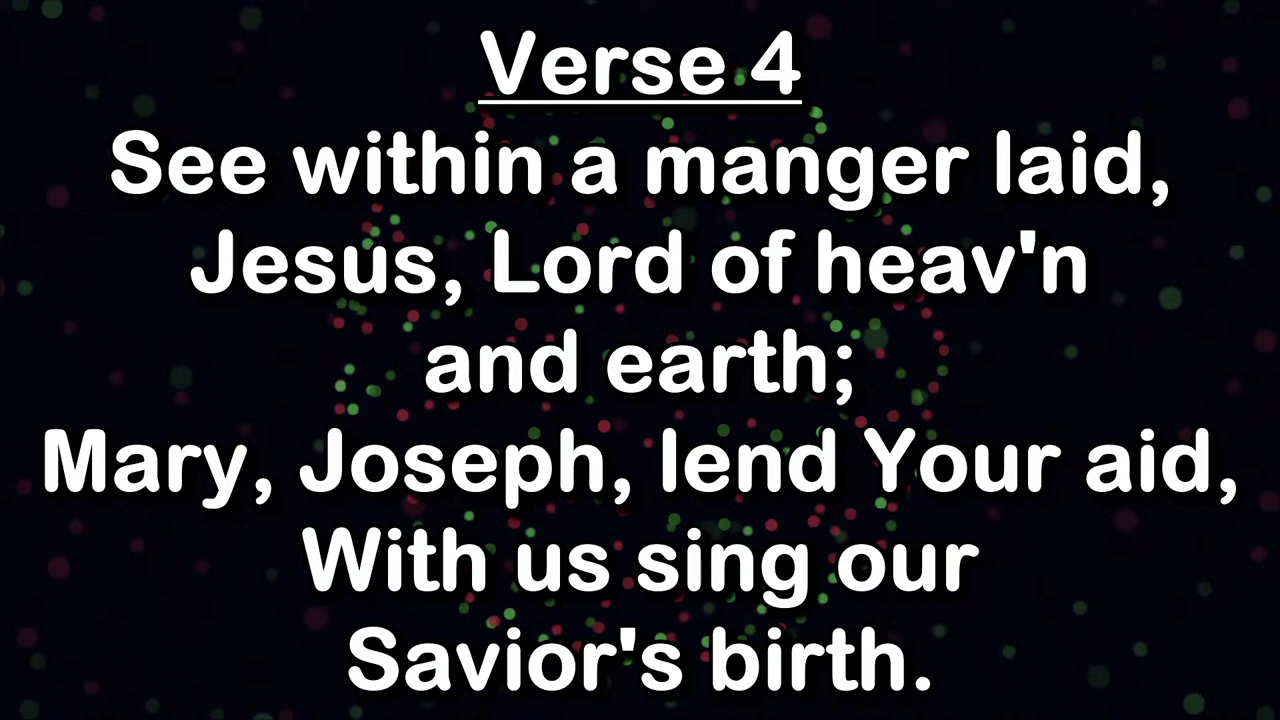 Verse 4
See within a manger laid,
Jesus, Lord of heav'n
and earth;
Mary, Joseph, lend Your aid,
With us sing our
Savior's birth.